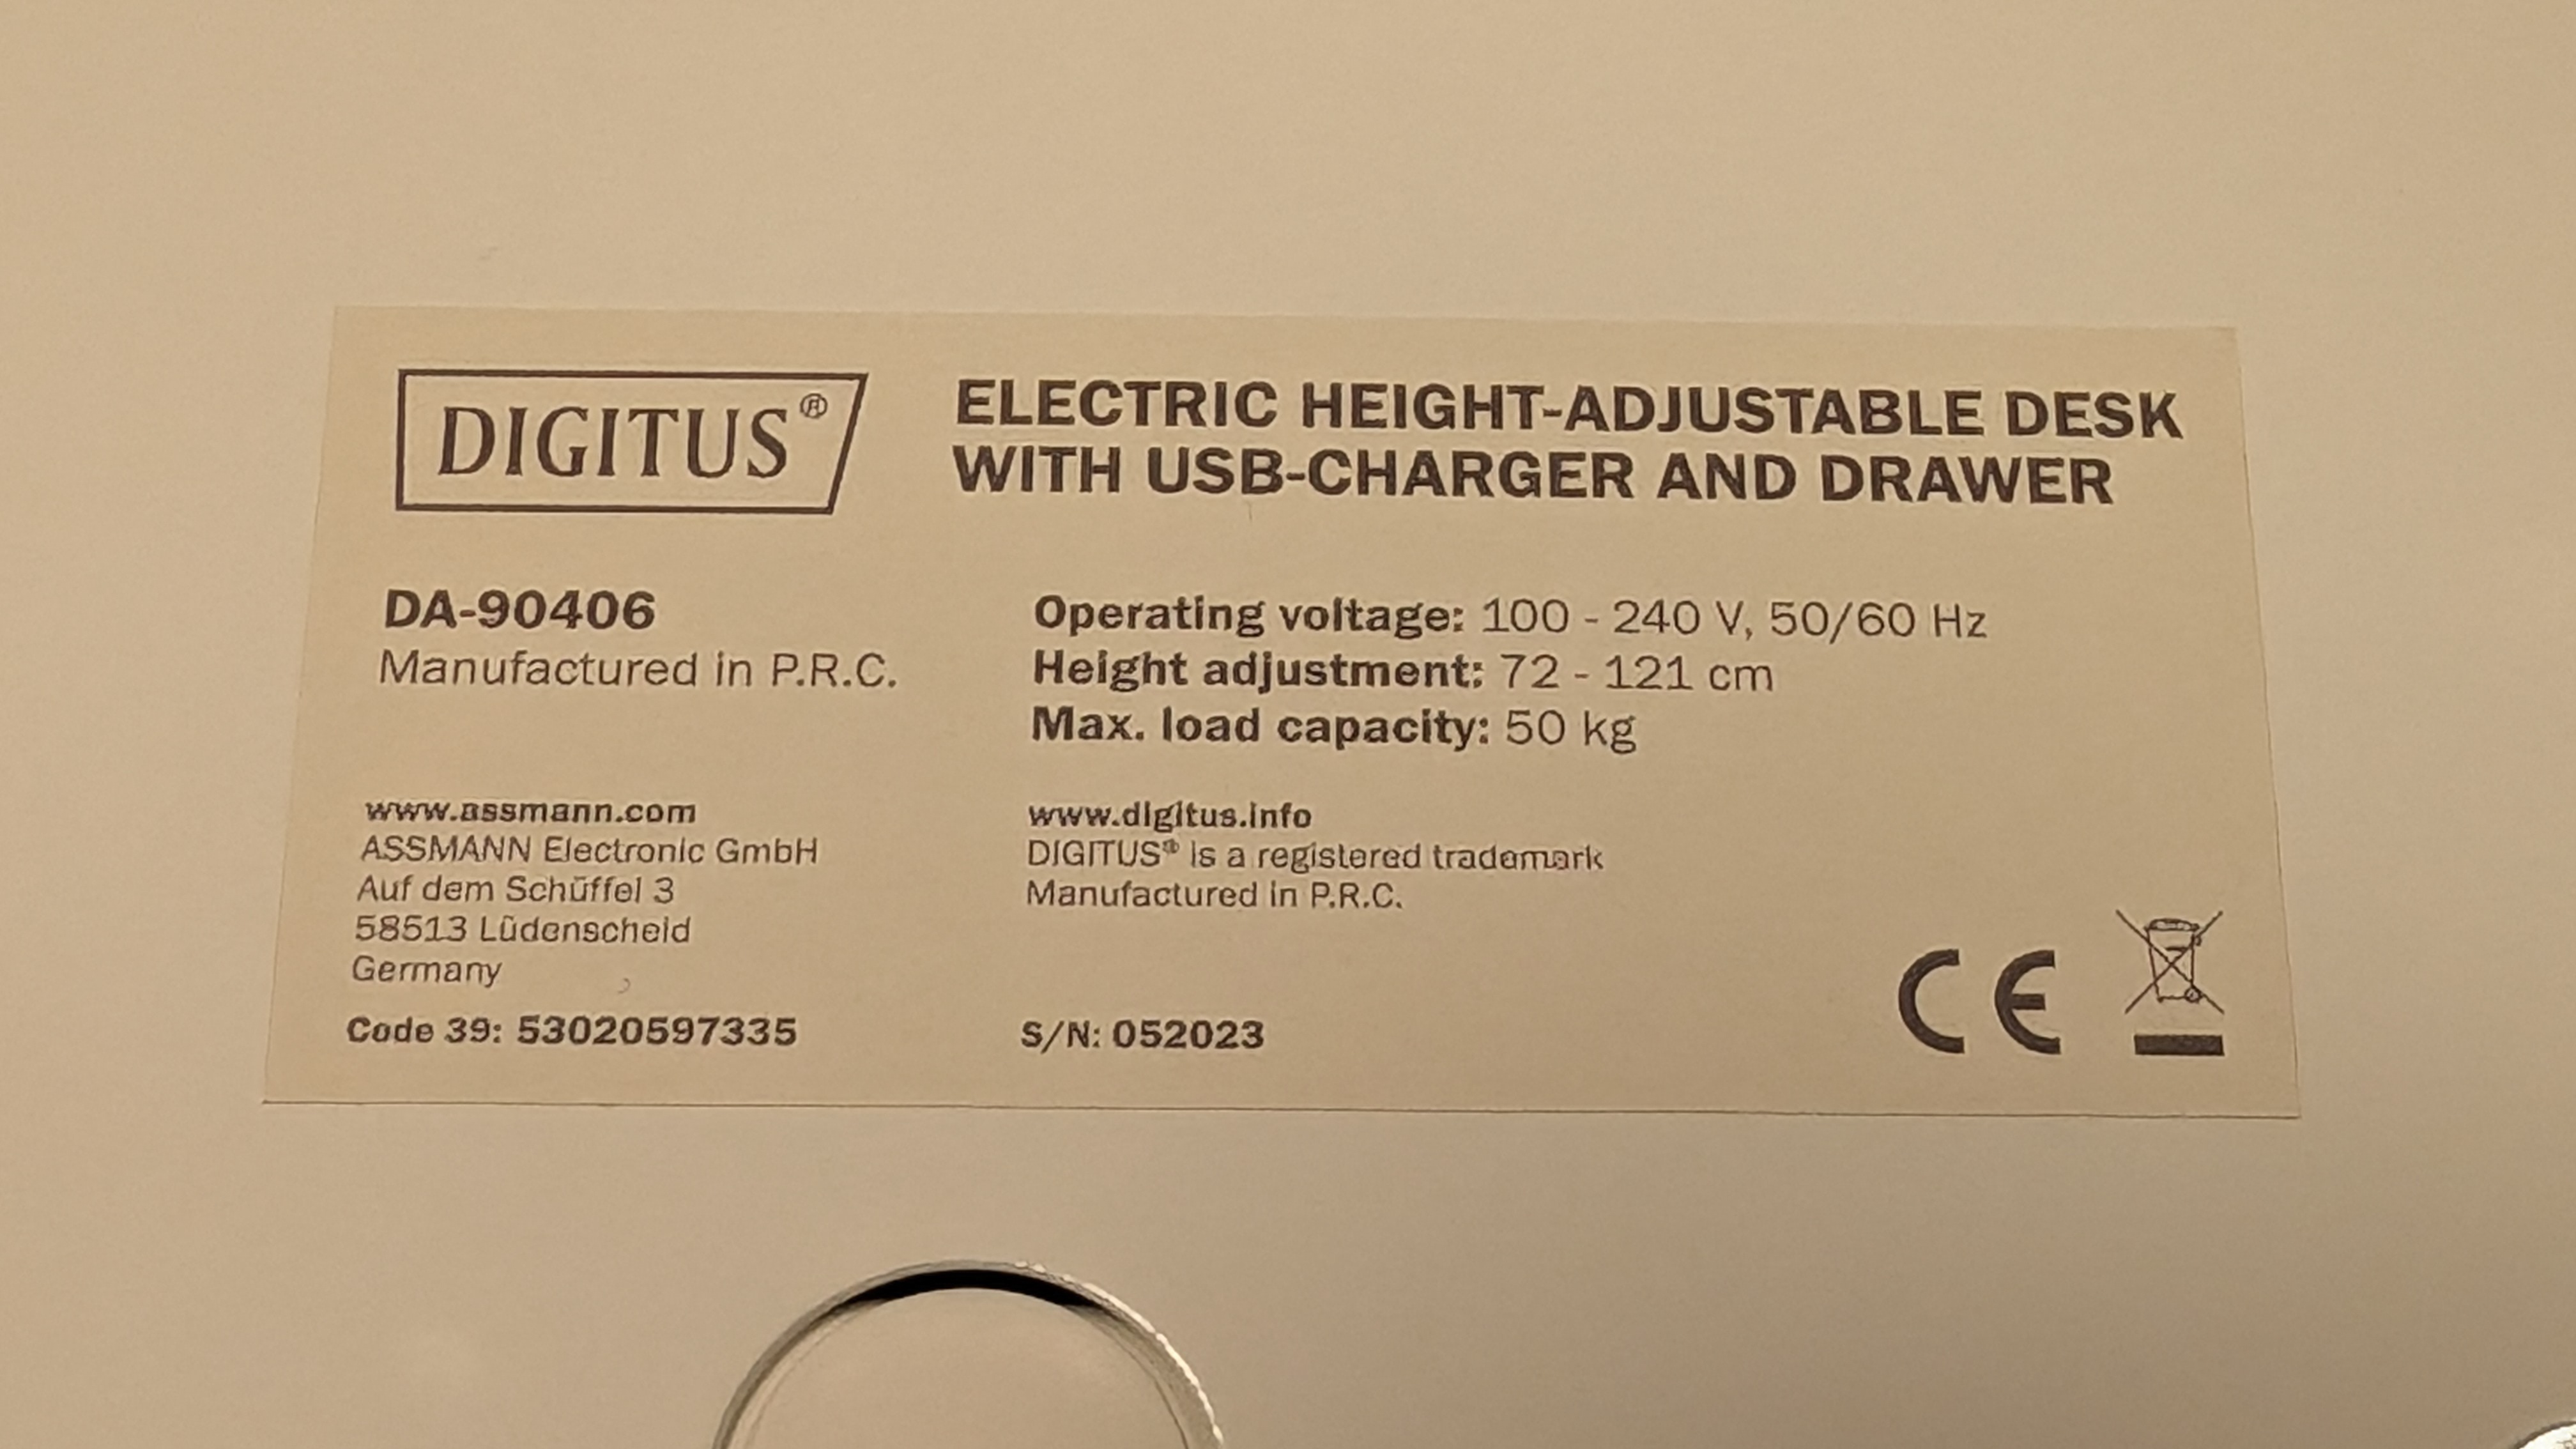 DIGITUS®
ELECTRIC HEIGHT-ADJUSTABLE DESK
WITH USB-CHARGER AND DRAWER
DA-90406
Manufactured in P.R.C.
Operating voltage: 100 - 240 V, 50/60 Hz
Height adjustment: 72 - 121 cm
Max. load capacity: 50 kg
www.assmann.com
ASSMANN Electronic GmbH
Auf dem Schüffel 3
58513 Lüdenscheid
Germany
www.digitus.info
DIGITUS® is a registered trademark
Manufactured in P.R.C.
Code 39: 53020597335
S/N: 052023
CE